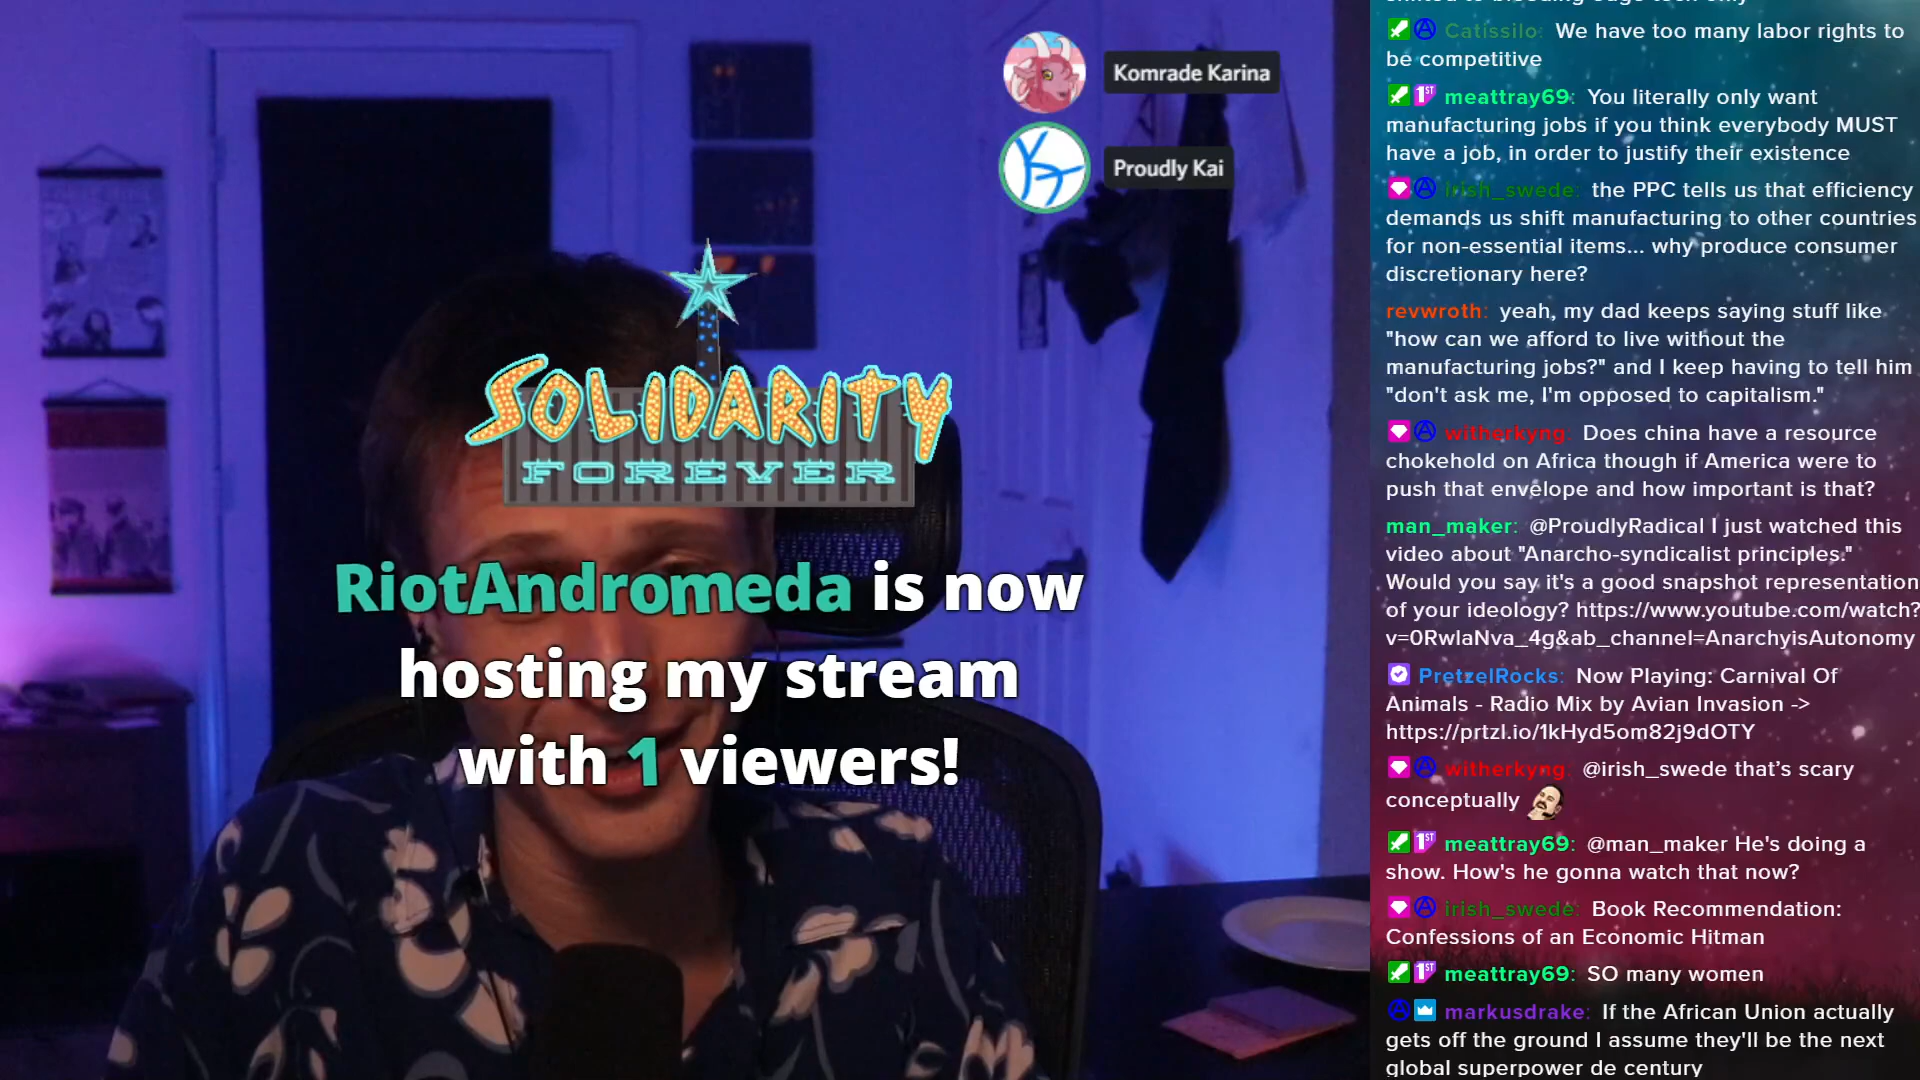 Komrade Karina
Proudly Kai
SOLIDARITY
FOREVER
RiotAndromeda is now
hosting my stream
with 1 viewers!
Catissilo: We have too many labor rights to
be competitive
meattray69: You literally only want
manufacturing jobs if you think everybody MUST
have a job, in order to justify their existence
irish_swede: the PPC tells us that efficiency
demands us shift manufacturing to other countries
for non-essential items... why produce consumer
discretionary here?
revwroth: yeah, my dad keeps saying stuff like
"how can we afford to live without the
manufacturing jobs?" and I keep having to tell him
"don't ask me, I'm opposed to capitalism."
witherkyng: Does china have a resource
chokehold on Africa though if America were to
push that envelope and how important is that?
man_maker: @ProudlyRadical I just watched this
video about "Anarcho-syndicalist principles."
Would you say it's a good snapshot representation
of your ideology? https://www.youtube.com/watch?
v=0RwlaNva_4g&ab_channel=AnarchyisAutonomy
PretzelRocks: Now Playing: Carnival Of
Animals - Radio Mix by Avian Invasion ->
https://prtzl.io/1kHyd5om82j9dOTY
witherkyng: @irish_swede that's scary
conceptually
meattray69: @man_maker He's doing a
show. How's he gonna watch that now?
irish_swede: Book Recommendation:
Confessions of an Economic Hitman
meattray69: SO many women
markusdrake: If the African Union actually
gets off the ground I assume they'll be the next
global superpower de century